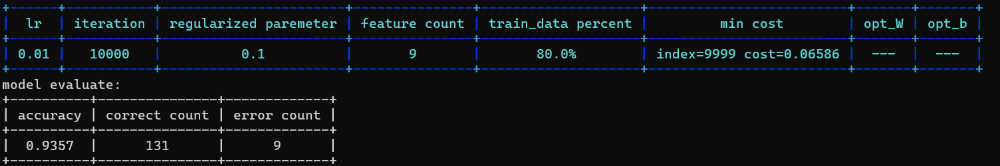 lr | iteration | regularized paremeter | feature count | train_data percent | min cost | opt_W | opt_b
0.01 | 10000 | 0.1 | 9 | 80.0% | index=9999 cost=0.06586 | --- | ---
model evaluate:
accuracy | correct count | error count
0.9357 | 131 | 9